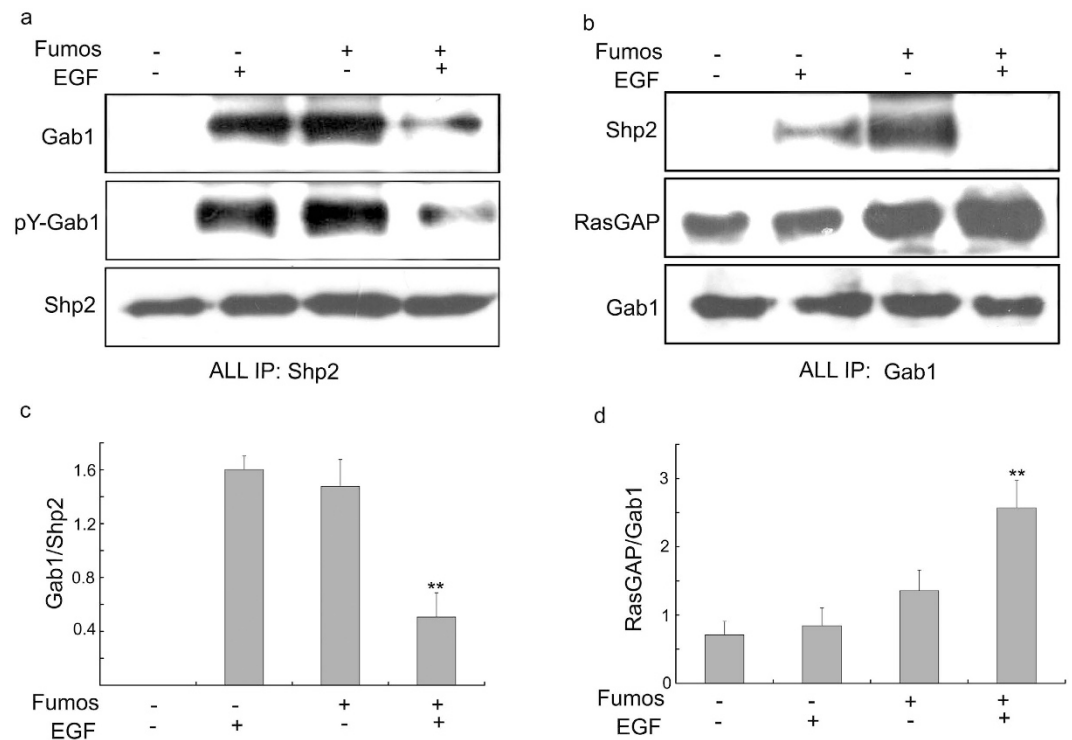 a
Fumos - - + +
EGF - + - +
Gab1
pY-Gab1
Shp2
ALL IP: Shp2
b
Fumos - - + +
EGF - + - +
Shp2
RasGAP
Gab1
ALL IP: Gab1
c
Gab1/Shp2
1.6
1.2
0.8
0.4
**
Fumos - - + +
EGF - + - +
d
RasGAP/Gab1
3
2
1
0
**
Fumos - - + +
EGF - + - +